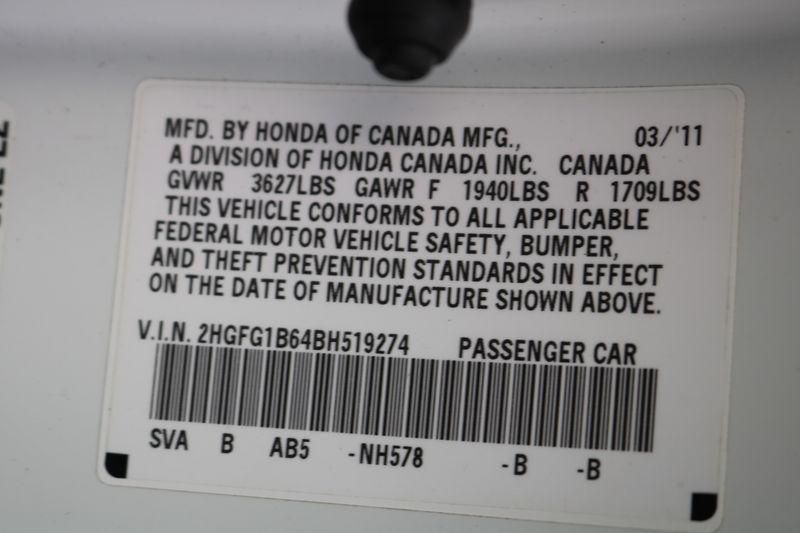 MFD. BY HONDA OF CANADA MFG., 03/'11
A DIVISION OF HONDA CANADA INC. CANADA
GVWR 3627LBS GAWR F 1940LBS R 1709LBS
THIS VEHICLE CONFORMS TO ALL APPLICABLE
FEDERAL MOTOR VEHICLE SAFETY, BUMPER,
AND THEFT PREVENTION STANDARDS IN EFFECT
ON THE DATE OF MANUFACTURE SHOWN ABOVE.
V.I.N. 2HGFG1B64BH519274 PASSENGER CAR
SVA B AB5 -NH578 -B -B